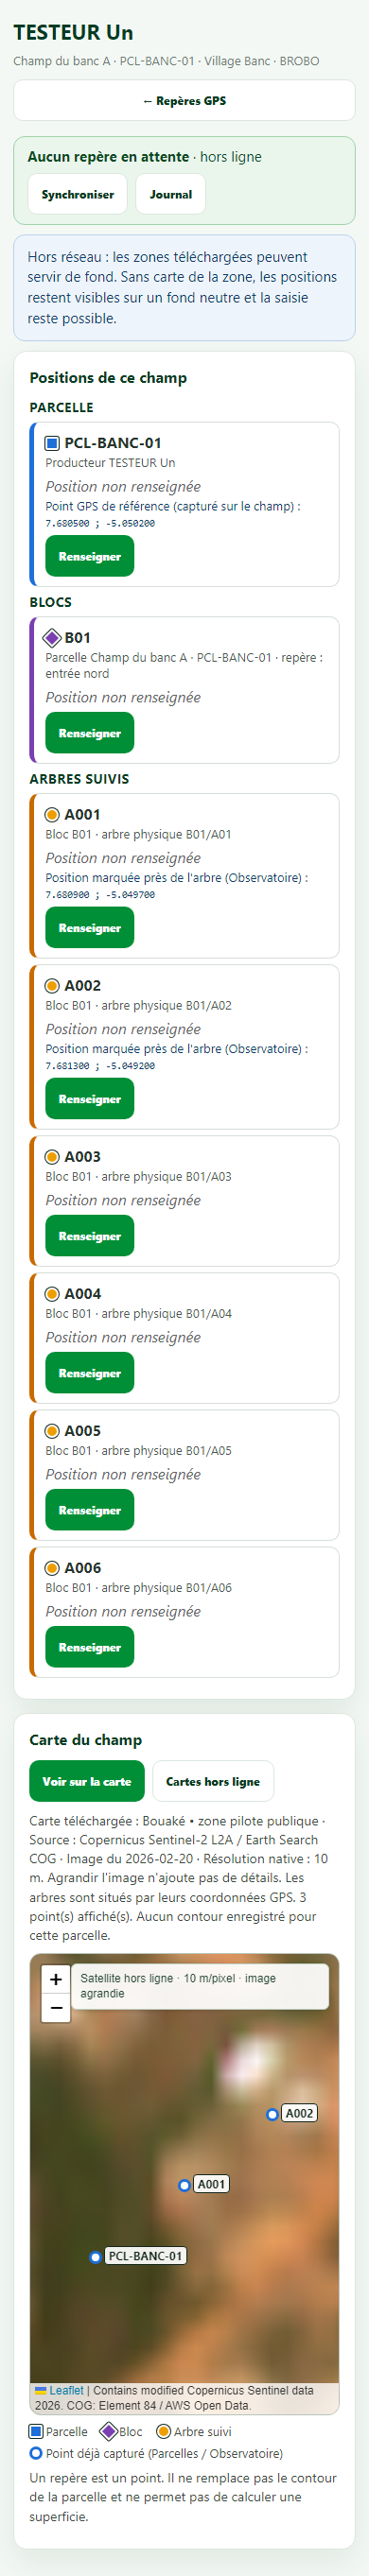 TESTEUR Un
Champ du banc A · PCL-BANC-01 · Village Banc · BROBO
← Repères GPS
Aucun repère en attente · hors ligne
Synchroniser
Journal
Hors réseau : les zones téléchargées peuvent
servir de fond. Sans carte de la zone, les positions
restent visibles sur un fond neutre et la saisie
reste possible.
Positions de ce champ
PARCELLE
PCL-BANC-01
Producteur TESTEUR Un
Position non renseignée
Point GPS de référence (capturé sur le champ) :
7.680500 ; -5.050200
Renseigner
BLOCS
B01
Parcelle Champ du banc A · PCL-BANC-01 · repère :
entrée nord
Position non renseignée
Renseigner
ARBRES SUIVIS
A001
Bloc B01 · arbre physique B01/A01
Position non renseignée
Position marquée près de l'arbre (Observatoire) :
7.680900 ; -5.049700
Renseigner
A002
Bloc B01 · arbre physique B01/A02
Position non renseignée
Position marquée près de l'arbre (Observatoire) :
7.681300 ; -5.049200
Renseigner
A003
Bloc B01 · arbre physique B01/A03
Position non renseignée
Renseigner
A004
Bloc B01 · arbre physique B01/A04
Position non renseignée
Renseigner
A005
Bloc B01 · arbre physique B01/A05
Position non renseignée
Renseigner
A006
Bloc B01 · arbre physique B01/A06
Position non renseignée
Renseigner
Carte du champ
Voir sur la carte
Cartes hors ligne
Carte téléchargée : Bouaké • zone pilote publique ·
Source : Copernicus Sentinel-2 L2A / Earth Search
COG · Image du 2026-02-20 · Résolution native : 10
m. Agrandir l'image n'ajoute pas de détails. Les
arbres sont situés par leurs coordonnées GPS. 3
point(s) affiché(s). Aucun contour enregistré pour
cette parcelle.
+
−
Satellite hors ligne · 10 m/pixel · image
agrandie
A002
A001
PCL-BANC-01
Leaflet | Contains modified Copernicus Sentinel data
2026. COG: Element 84 / AWS Open Data.
Parcelle Bloc Arbre suivi
Point déjà capturé (Parcelles / Observatoire)
Un repère est un point. Il ne remplace pas le contour
de la parcelle et ne permet pas de calculer une
superficie.